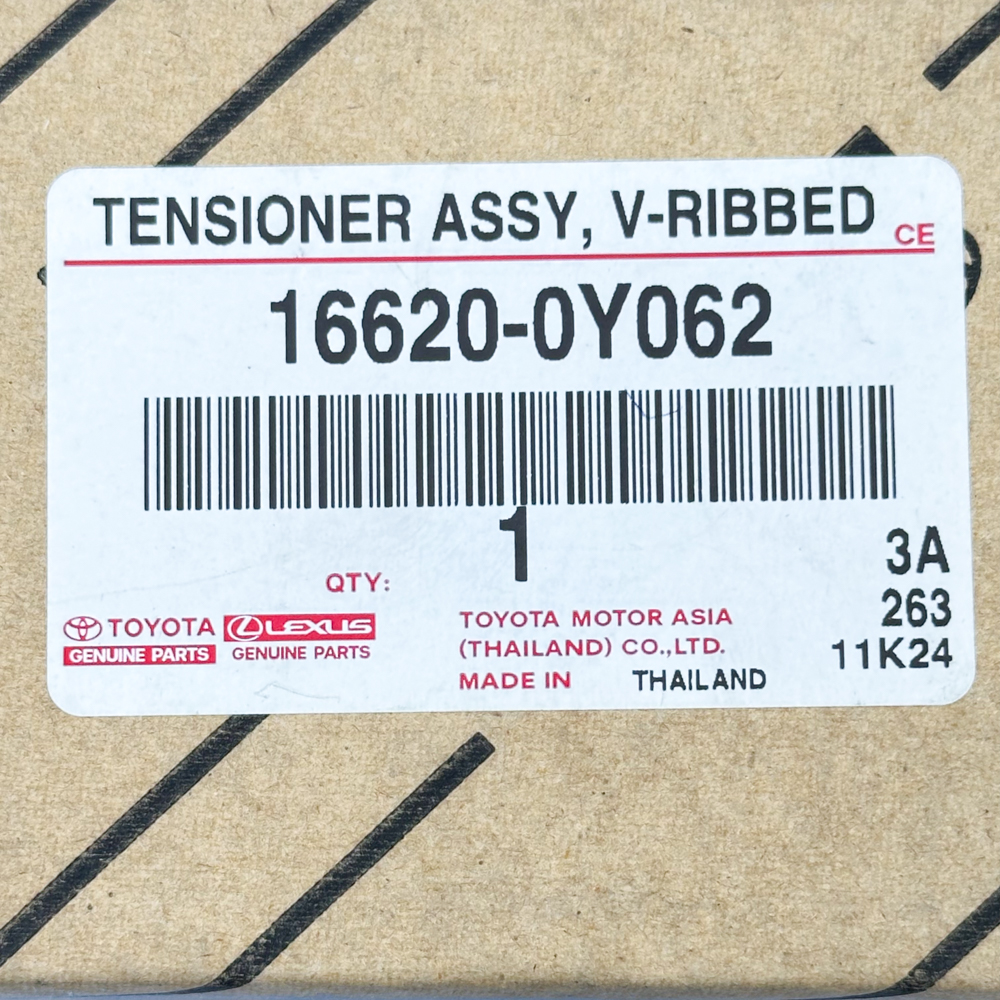 TENSIONER ASSY, V-RIBBED
CE
16620-0Y062
1
QTY:
3A
263
11K24
TOYOTA
GENUINE PARTS
LEXUS
GENUINE PARTS
TOYOTA MOTOR ASIA
(THAILAND) CO.,LTD.
MADE IN THAILAND